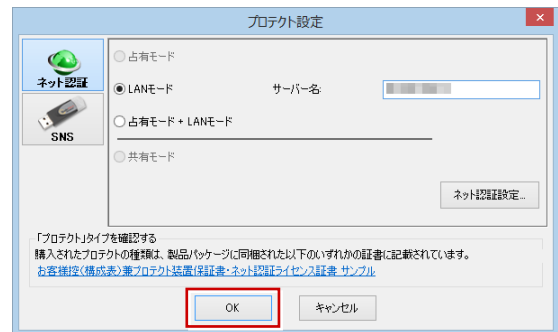 プロテクト設定
ネット認証
SNS
占有モード
LANモード
サーバー名:
占有モード + LANモード
共有モード
ネット認証設定...
「プロテクト」タイプを確認する
購入されたプロテクトの種類は、製品パッケージに同梱された以下のいずれかの証書に記載されています。
お客様控(構成表)兼プロテクト装置保証書・ネット認証ライセンス証書 サンプル
OK
キャンセル